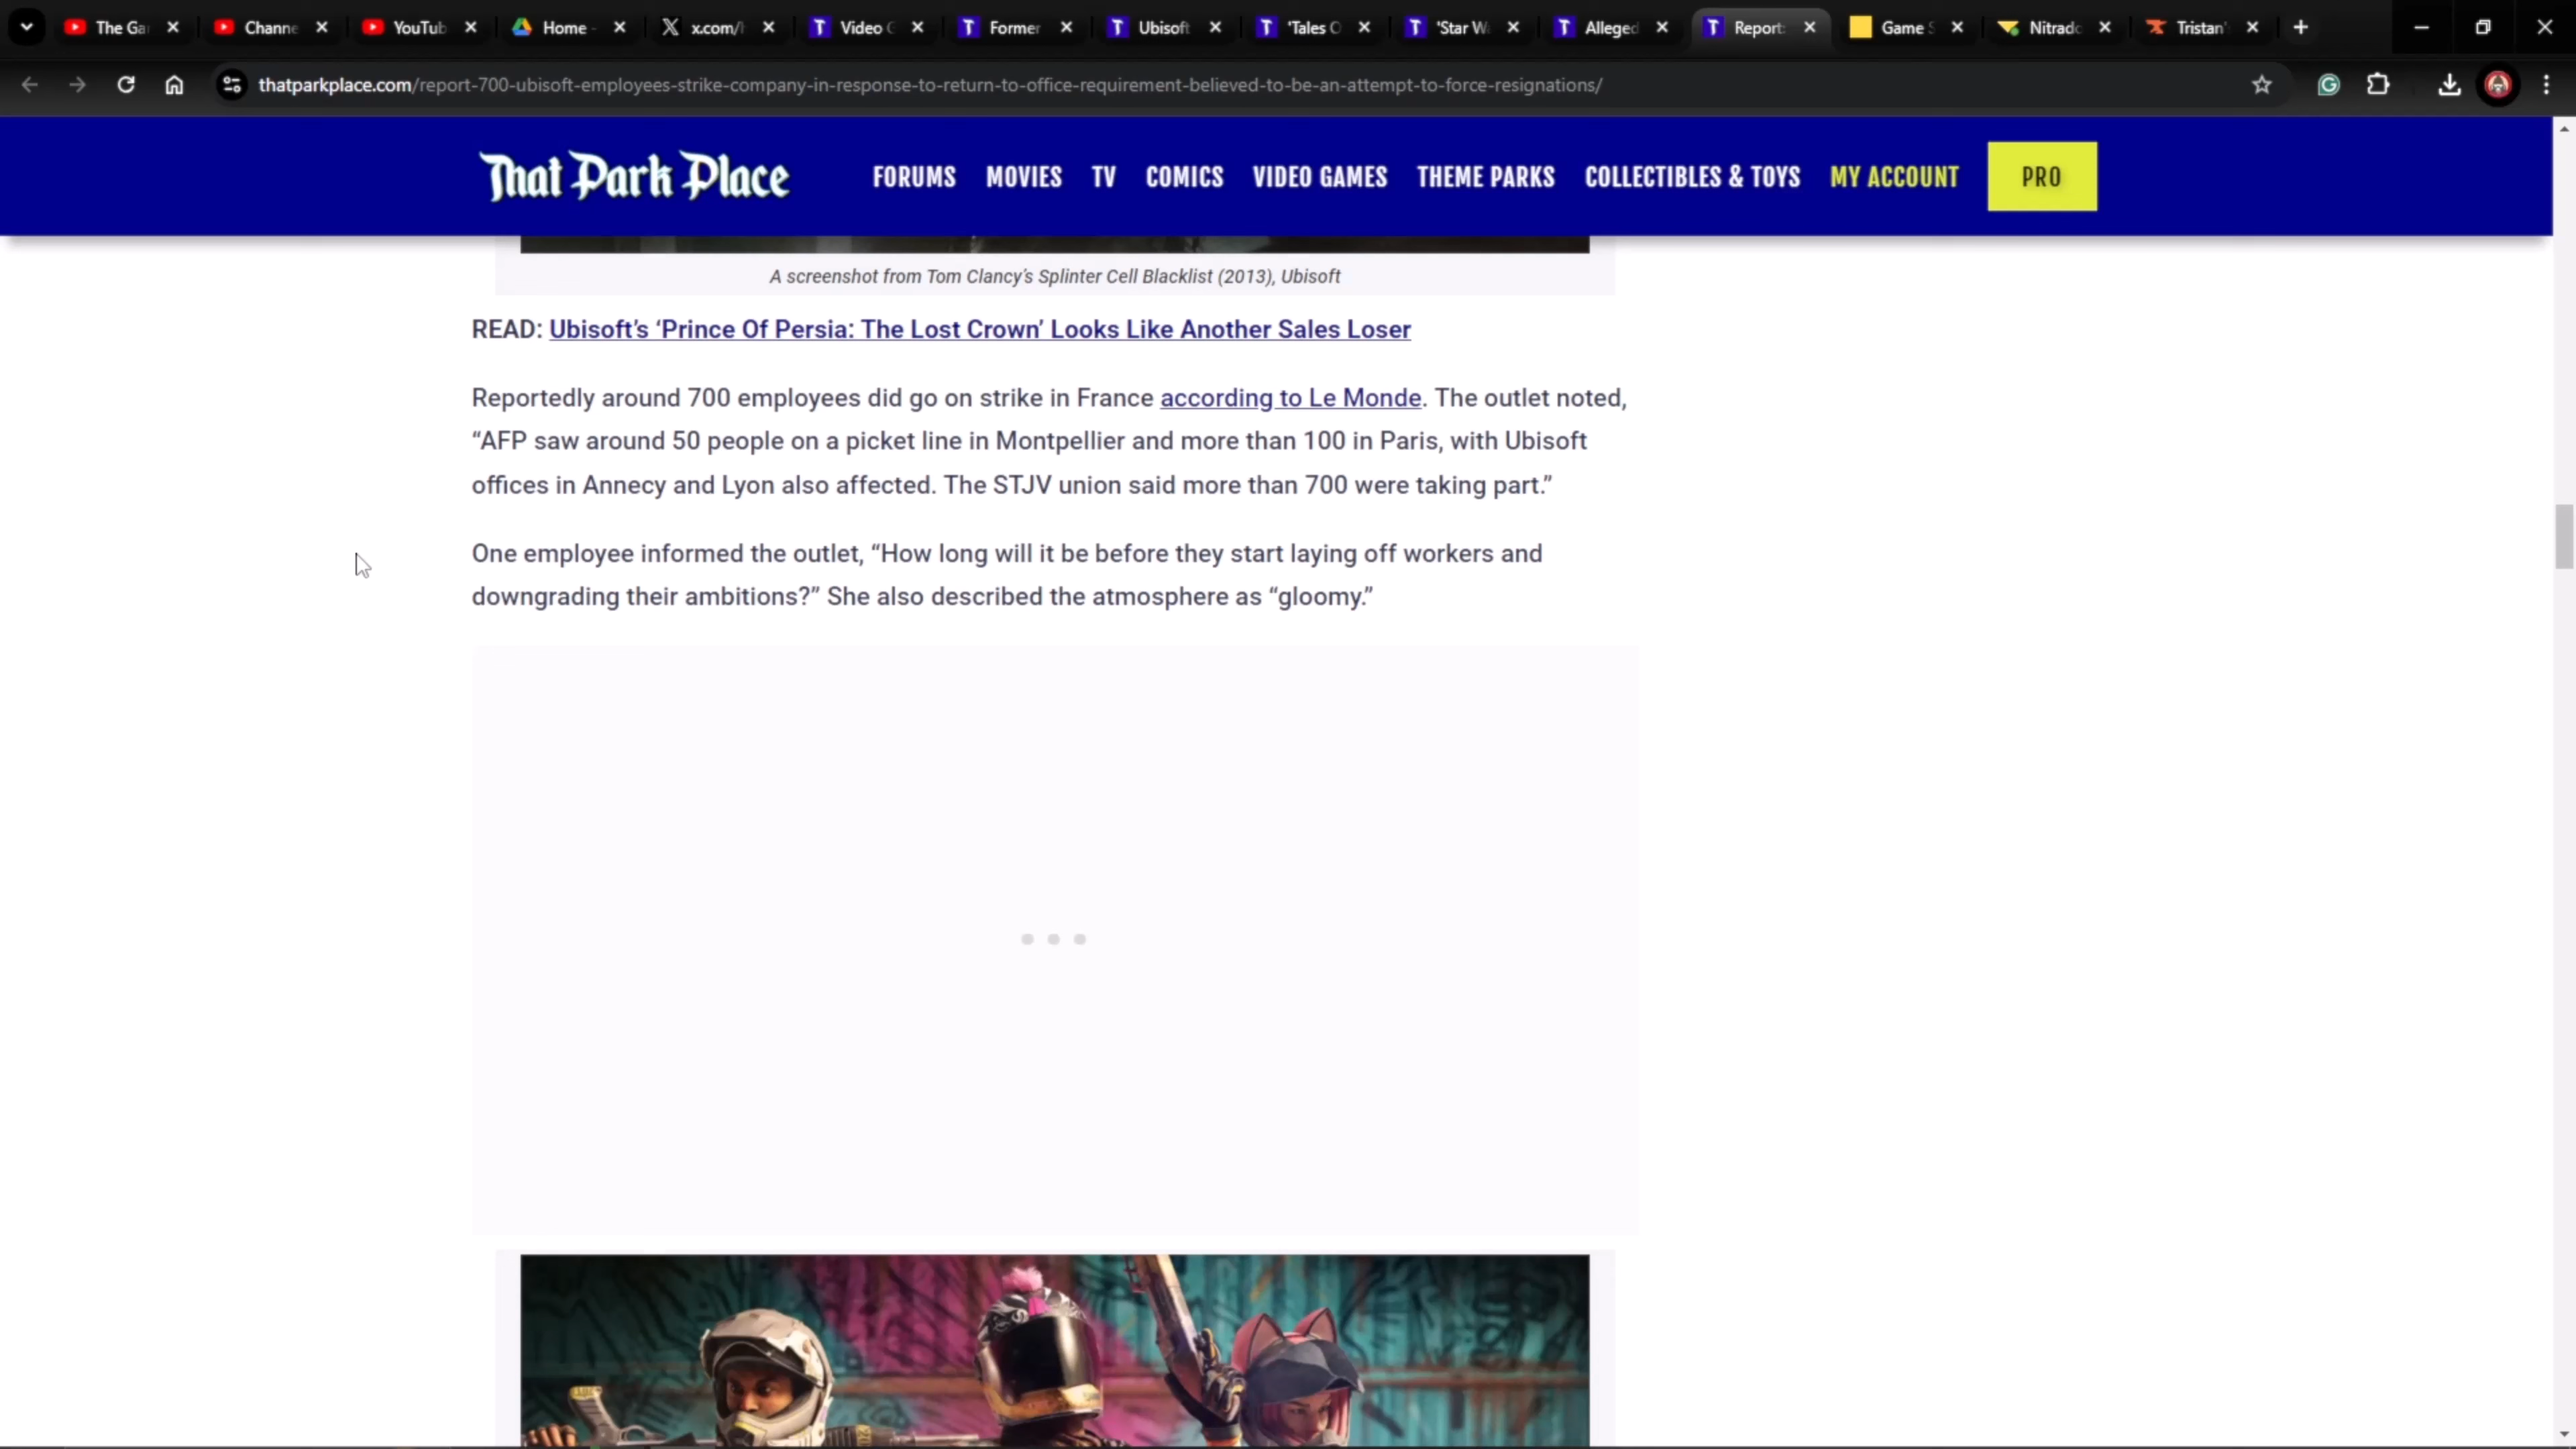 The Ga
Channe
YouTub
Home -
x.com/
Video G
Former
Ubisoft
'Tales O
'Star W
Alleged
Report:
Game S
Nitrado
Tristan'
thatparkplace.com/report-700-ubisoft-employees-strike-company-in-response-to-return-to-office-requirement-believed-to-be-an-attempt-to-force-resignations/
That Park Place
FORUMS MOVIES TV COMICS VIDEO GAMES THEME PARKS COLLECTIBLES & TOYS MY ACCOUNT PRO
A screenshot from Tom Clancy’s Splinter Cell Blacklist (2013), Ubisoft
READ: Ubisoft’s ‘Prince Of Persia: The Lost Crown’ Looks Like Another Sales Loser
Reportedly around 700 employees did go on strike in France according to Le Monde. The outlet noted,
“AFP saw around 50 people on a picket line in Montpellier and more than 100 in Paris, with Ubisoft
offices in Annecy and Lyon also affected. The STJV union said more than 700 were taking part.”
One employee informed the outlet, “How long will it be before they start laying off workers and
downgrading their ambitions?” She also described the atmosphere as “gloomy.”